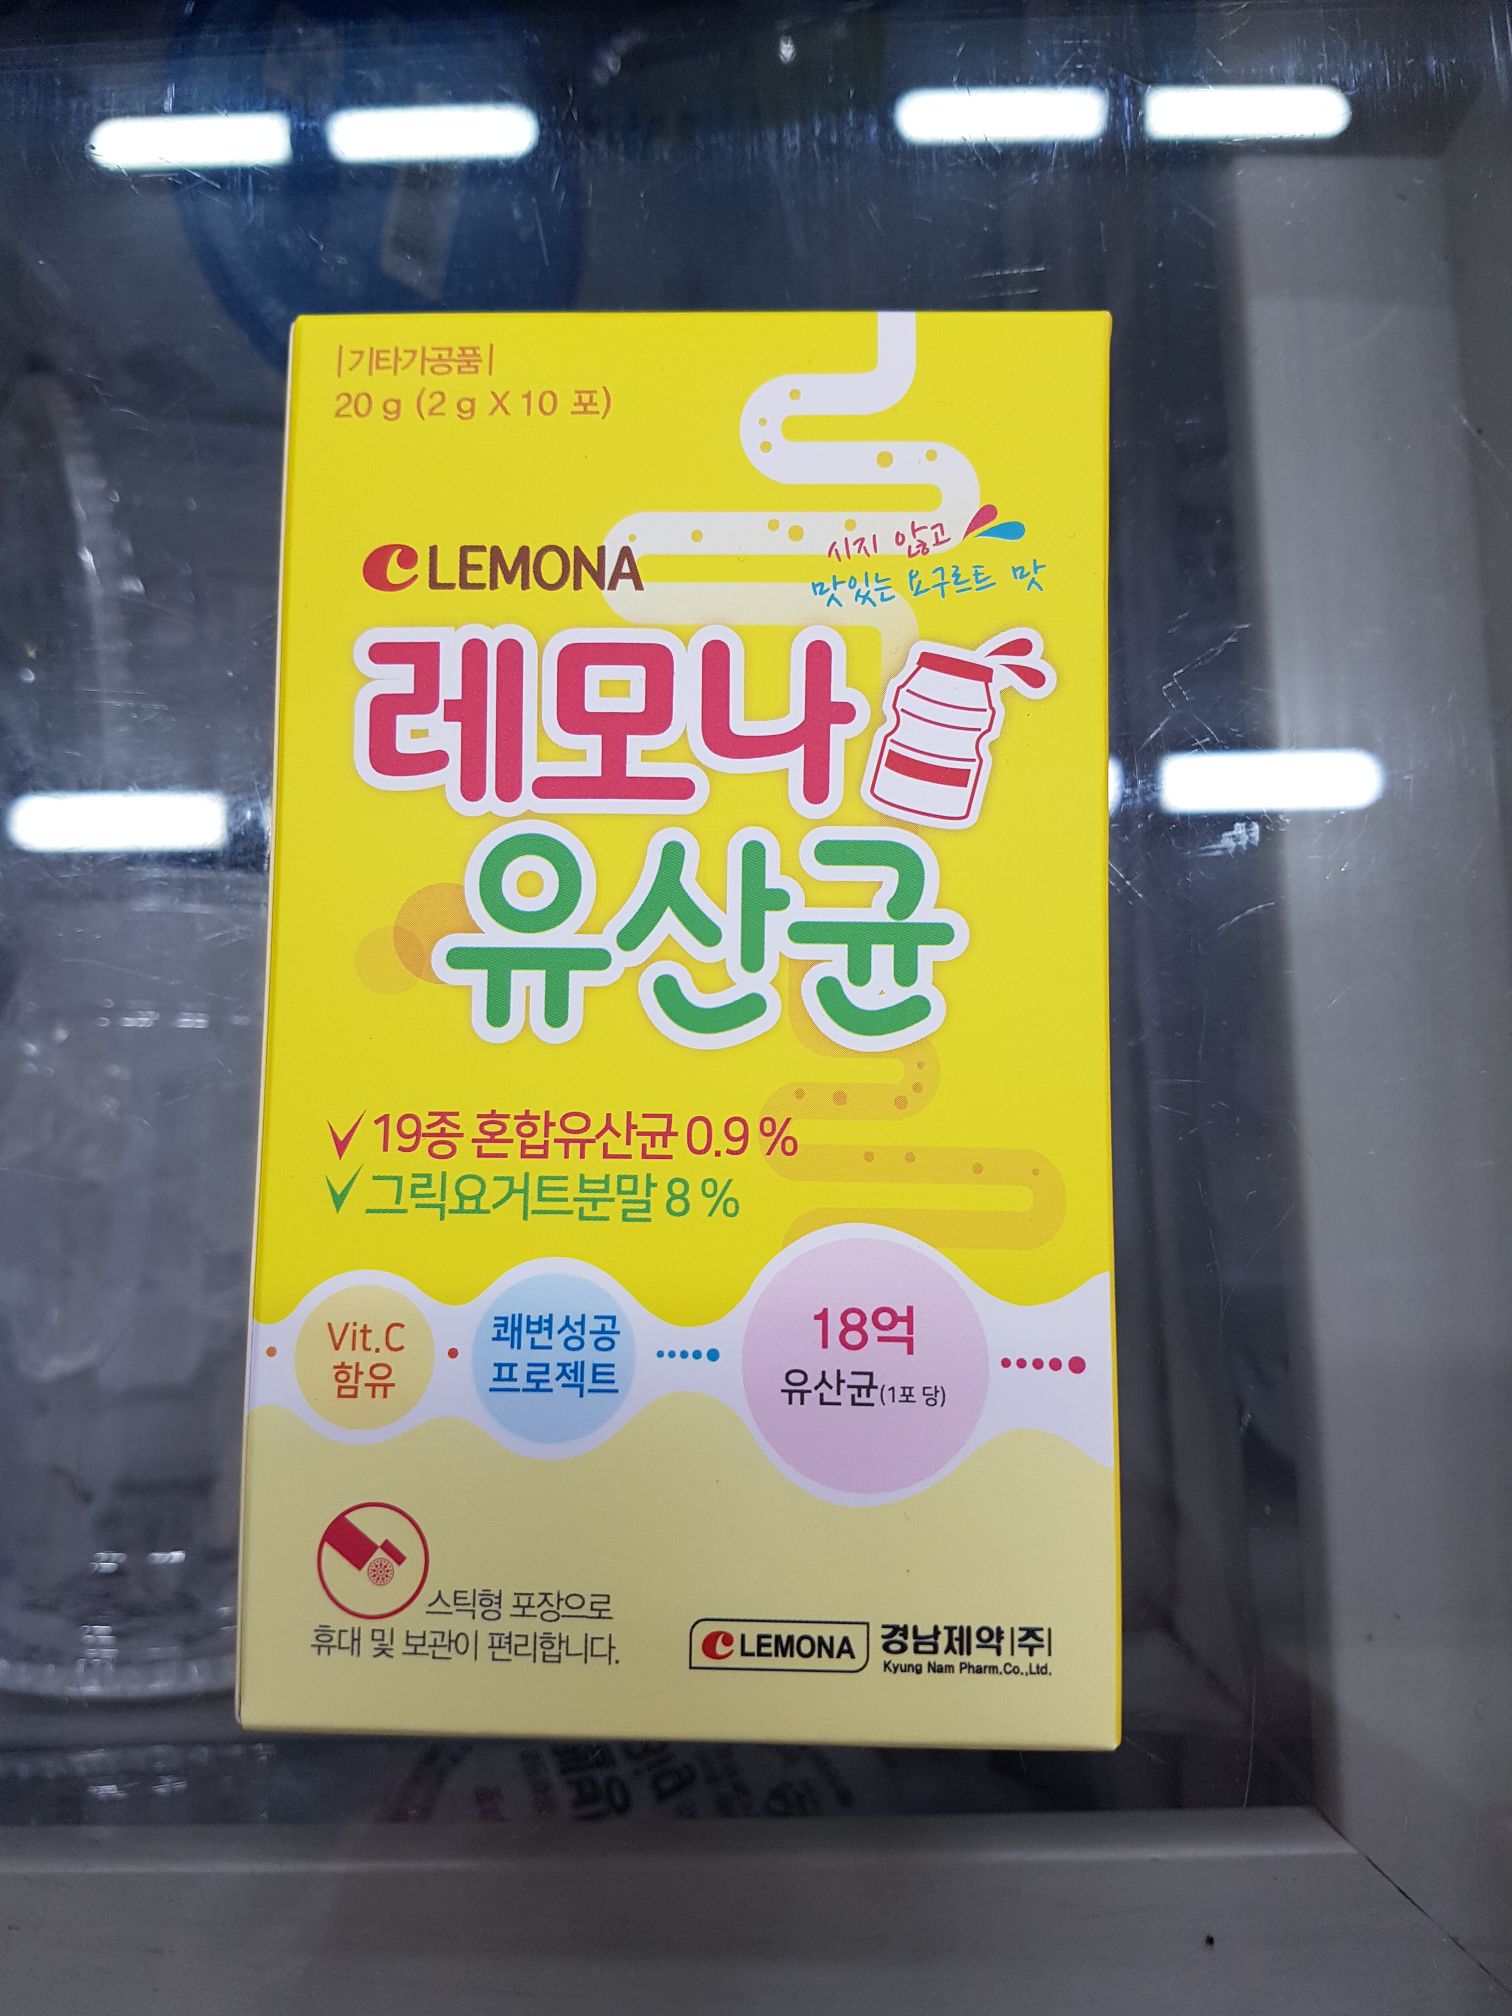 |기타가공품|
20 g (2 g X 10 포)
C LEMONA
시지 않고
맛있는 요구르트 맛
레모나
유산균
19종 혼합유산균 0.9 %
그릭요거트분말 8 %
Vit.C
함유
쾌변성공
프로젝트
18억
유산균(1포 당)
스틱형 포장으로
휴대 및 보관이 편리합니다.
C LEMONA
경남제약|주|
Kyung Nam Pharm.Co.,Ltd.